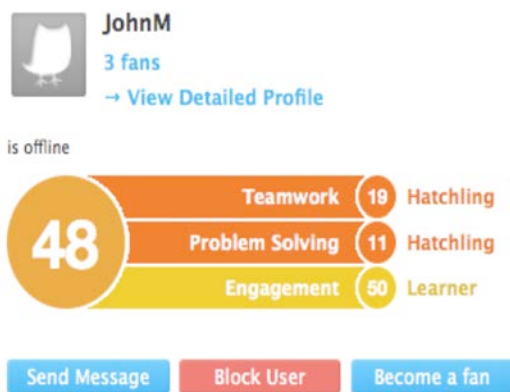 JohnM
3 fans
→ View Detailed Profile
is offline
48
Teamwork 19 Hatchling
Problem Solving 11 Hatchling
Engagement 50 Learner
Send Message Block User Become a fan